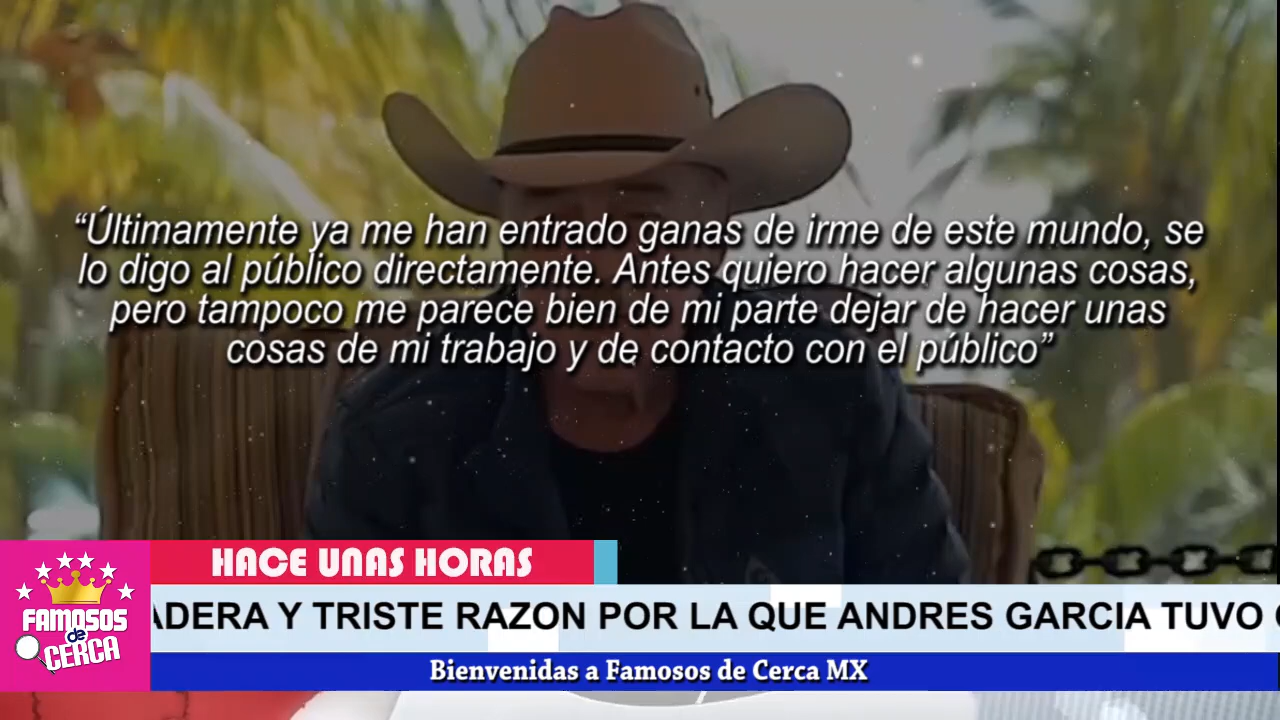 “Últimamente ya me han entrado ganas de irme de este mundo, se
lo digo al público directamente. Antes quiero hacer algunas cosas,
pero tampoco me parece bien de mi parte dejar de hacer unas
cosas de mi trabajo y de contacto con el público”
HACE UNAS HORAS
FAMOSOS
de
CERCA
ADERA Y TRISTE RAZON POR LA QUE ANDRES GARCIA TUVO
Bienvenidas a Famosos de Cerca MX